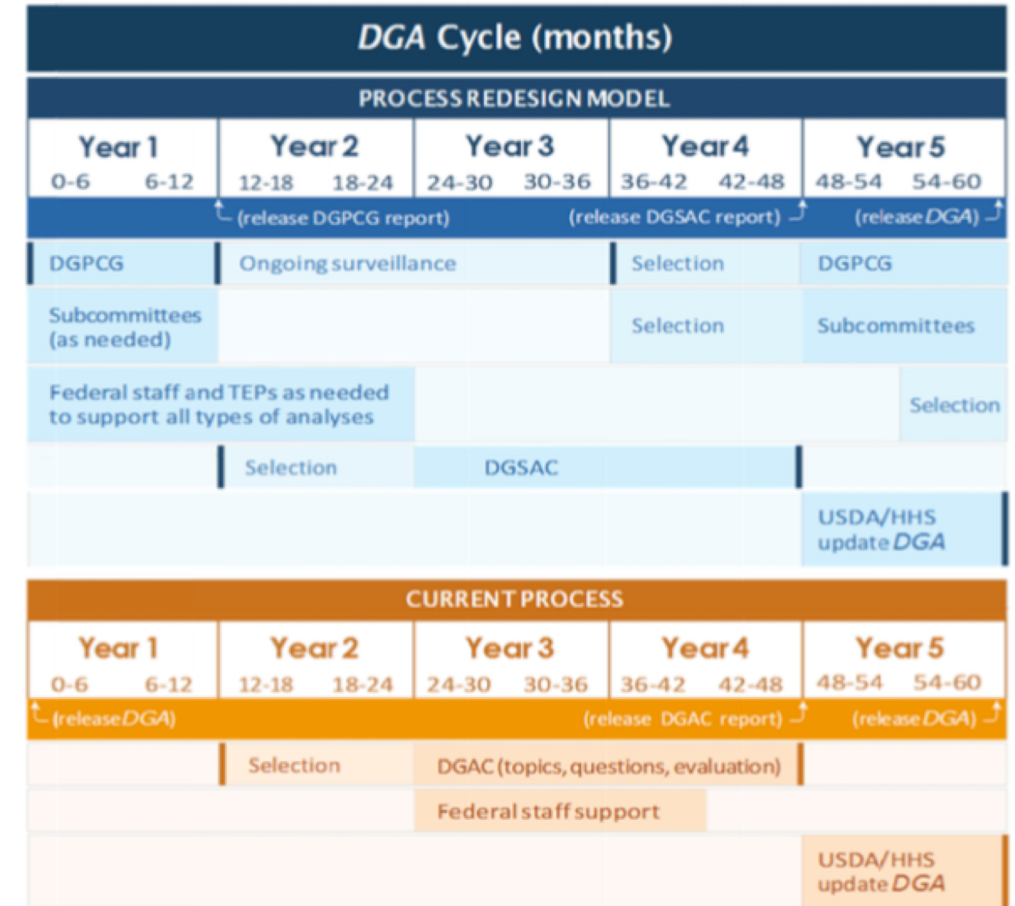 DGA Cycle (months)
PROCESS REDESIGN MODEL
Year 1 Year 2 Year 3 Year 4 Year 5
0-6 6-12 12-18 18-24 24-30 30-36 36-42 42-48 48-54 54-60
(release DGPCG report) (release DGSAC report) (release DGA)
DGPCG Ongoing surveillance Selection DGPCG
Subcommittees
(as needed) Selection Subcommittees
Federal staff and TEPs as needed
to support all types of analyses Selection
Selection DGSAC
USDA/HHS
update DGA
CURRENT PROCESS
Year 1 Year 2 Year 3 Year 4 Year 5
0-6 6-12 12-18 18-24 24-30 30-36 36-42 42-48 48-54 54-60
(release DGA) (release DGAC report) (release DGA)
Selection DGAC (topics, questions, evaluation)
Federal staff support
USDA/HHS
update DGA